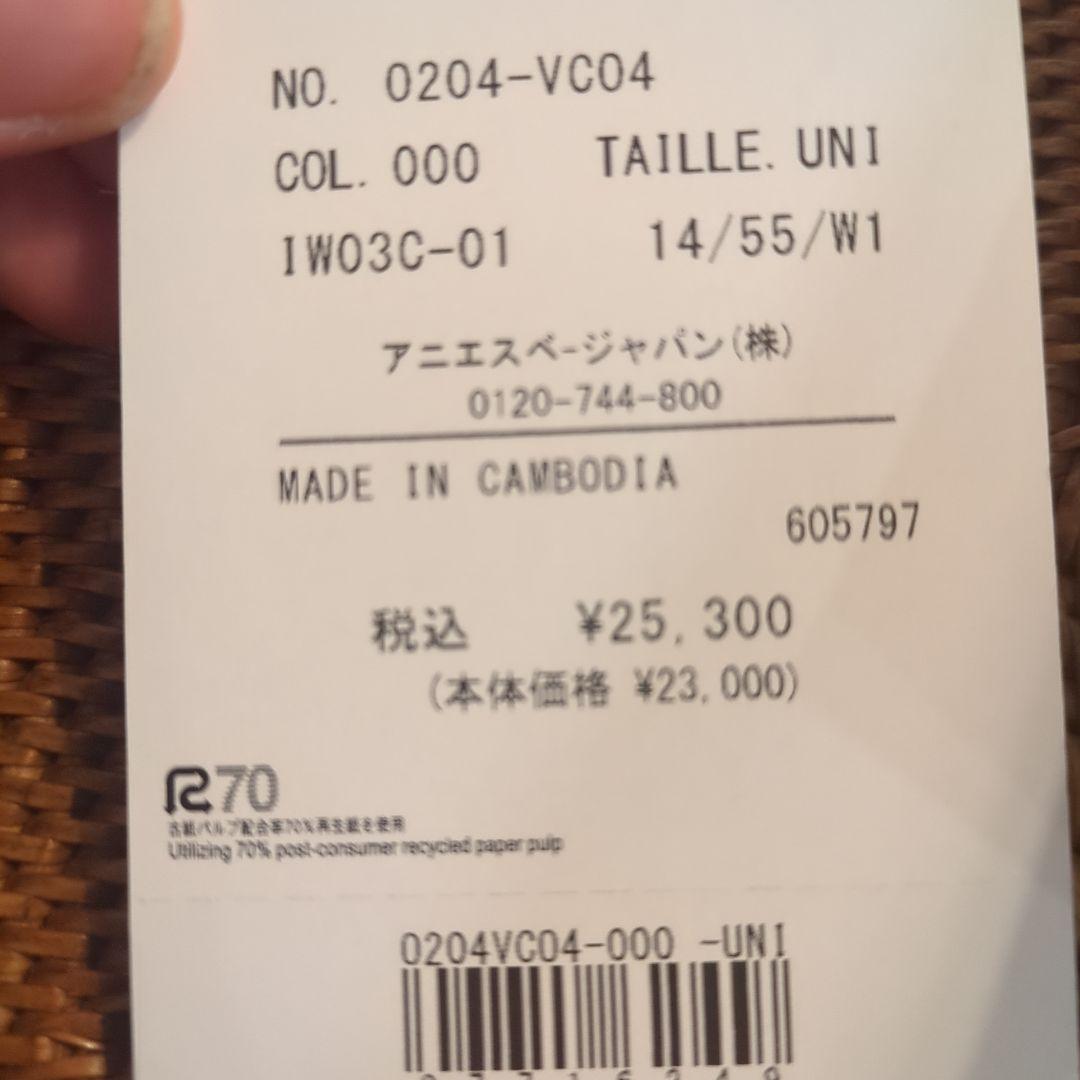 NO. 0204-VC04
COL. 000 TAILLE. UNI
IW03C-01 14/55/W1
アニエスベージャパン(株)
0120-744-800
MADE IN CAMBODIA
605797
税込 ¥25,300
(本体価格 ¥23,000)
R70
古紙パルプ配合率70%再生紙を使用
Utilizing 70% post-consumer recycled paper pulp
0204VC04-000 -UNI